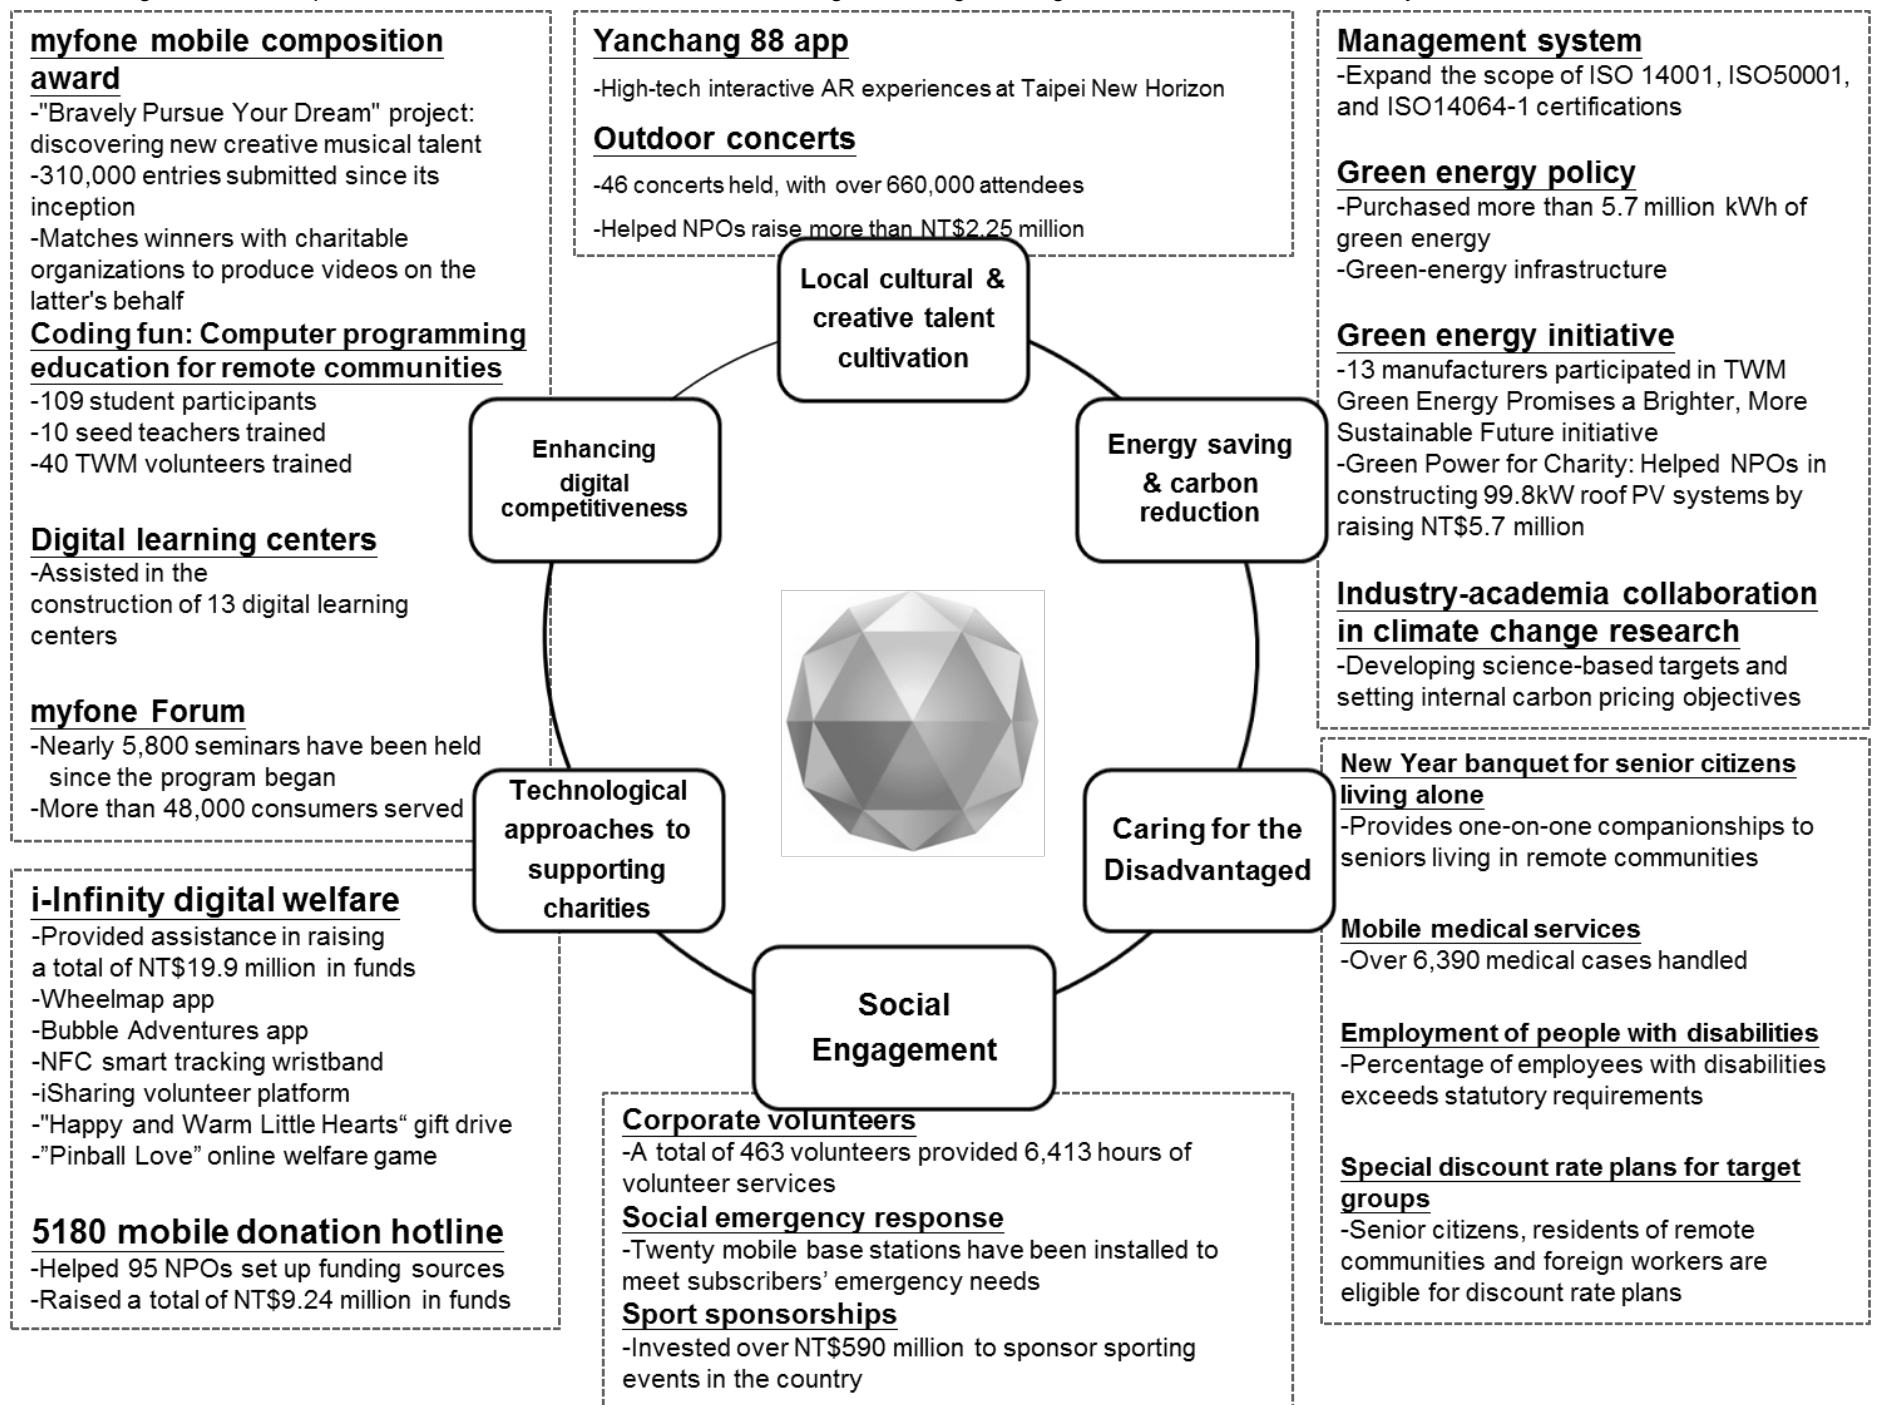 myfone mobile composition
award
-"Bravely Pursue Your Dream" project:
discovering new creative musical talent
-310,000 entries submitted since its
inception
-Matches winners with charitable
organizations to produce videos on the
latter's behalf
Coding fun: Computer programming
education for remote communities
-109 student participants
-10 seed teachers trained
-40 TWM volunteers trained
Digital learning centers
-Assisted in the
construction of 13 digital learning
centers
myfone Forum
-Nearly 5,800 seminars have been held
since the program began
-More than 48,000 consumers served
Yanchang 88 app
-High-tech interactive AR experiences at Taipei New Horizon
Outdoor concerts
-46 concerts held, with over 660,000 attendees
-Helped NPOs raise more than NT$2.25 million
Management system
-Expand the scope of ISO 14001, ISO50001,
and ISO14064-1 certifications
Green energy policy
-Purchased more than 5.7 million kWh of
green energy
-Green-energy infrastructure
Green energy initiative
-13 manufacturers participated in TWM
Green Energy Promises a Brighter, More
Sustainable Future initiative
-Green Power for Charity: Helped NPOs in
constructing 99.8kW roof PV systems by
raising NT$5.7 million
Industry-academia collaboration
in climate change research
-Developing science-based targets and
setting internal carbon pricing objectives
Local cultural &
creative talent
cultivation
Enhancing
digital
competitiveness
Energy saving
& carbon
reduction
Technological
approaches to
supporting
charities
Caring for the
Disadvantaged
Social
Engagement
i-Infinity digital welfare
-Provided assistance in raising
a total of NT$19.9 million in funds
-Wheelmap app
-Bubble Adventures app
-NFC smart tracking wristband
-iSharing volunteer platform
-"Happy and Warm Little Hearts“ gift drive
-”Pinball Love” online welfare game
5180 mobile donation hotline
-Helped 95 NPOs set up funding sources
-Raised a total of NT$9.24 million in funds
Corporate volunteers
-A total of 463 volunteers provided 6,413 hours of
volunteer services
Social emergency response
-Twenty mobile base stations have been installed to
meet subscribers’ emergency needs
Sport sponsorships
-Invested over NT$590 million to sponsor sporting
events in the country
New Year banquet for senior citizens
living alone
-Provides one-on-one companionships to
seniors living in remote communities
Mobile medical services
-Over 6,390 medical cases handled
Employment of people with disabilities
-Percentage of employees with disabilities
exceeds statutory requirements
Special discount rate plans for target
groups
-Senior citizens, residents of remote
communities and foreign workers are
eligible for discount rate plans